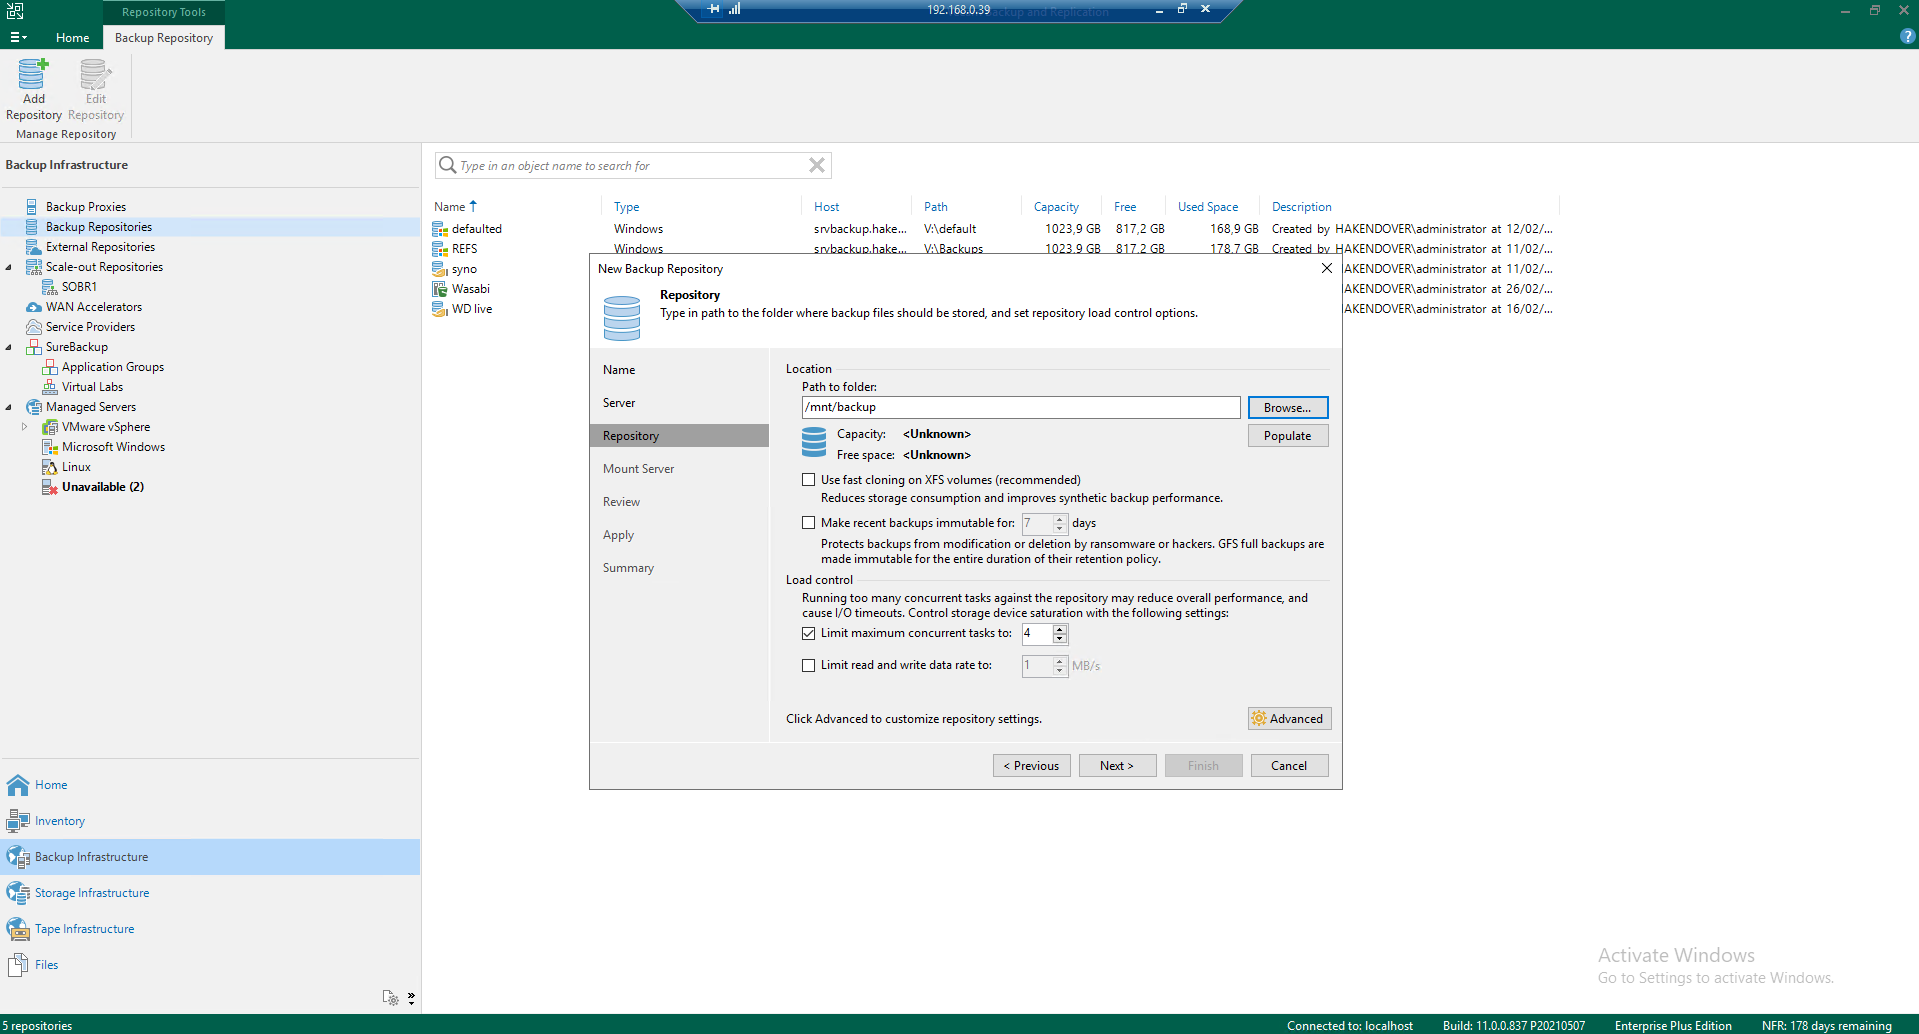 Repository Tools
192.168.0.39
Backup and Replication
Home
Backup Repository
Add
Repository
Edit
Repository
Manage Repository
Backup Infrastructure
Type in an object name to search for
Backup Proxies
Backup Repositories
External Repositories
Scale-out Repositories
SOBR1
WAN Accelerators
Service Providers
SureBackup
Application Groups
Virtual Labs
Managed Servers
VMware vSphere
Microsoft Windows
Linux
Unavailable (2)
Name Type Host Path Capacity Free Used Space Description
defaulted Windows srvbackup.hake... V:\default 1023,9 GB 817,2 GB 168,9 GB Created by HAKENDOVER\administrator at 12/02/...
REFS Windows srvbackup.hake... V:\Backups 1023,9 GB 817,2 GB 178,7 GB Created by HAKENDOVER\administrator at 11/02/...
syno AKENDOVER\administrator at 11/02/...
Wasabi AKENDOVER\administrator at 26/02/...
WD live AKENDOVER\administrator at 16/02/...
New Backup Repository
Repository
Type in path to the folder where backup files should be stored, and set repository load control options.
Name
Server
Repository
Mount Server
Review
Apply
Summary
Location
Path to folder:
/mnt/backup
Browse...
Capacity: <Unknown>
Populate
Free space: <Unknown>
Use fast cloning on XFS volumes (recommended)
Reduces storage consumption and improves synthetic backup performance.
Make recent backups immutable for: 7 days
Protects backups from modification or deletion by ransomware or hackers. GFS full backups are
made immutable for the entire duration of their retention policy.
Load control
Running too many concurrent tasks against the repository may reduce overall performance, and
cause I/O timeouts. Control storage device saturation with the following settings:
Limit maximum concurrent tasks to: 4
Limit read and write data rate to: 1 MB/s
Click Advanced to customize repository settings.
Advanced
< Previous
Next >
Finish
Cancel
Home
Inventory
Backup Infrastructure
Storage Infrastructure
Tape Infrastructure
Files
Activate Windows
Go to Settings to activate Windows.
5 repositories
Connected to: localhost
Build: 11.0.0.837 P20210507
Enterprise Plus Edition
NFR: 178 days remaining